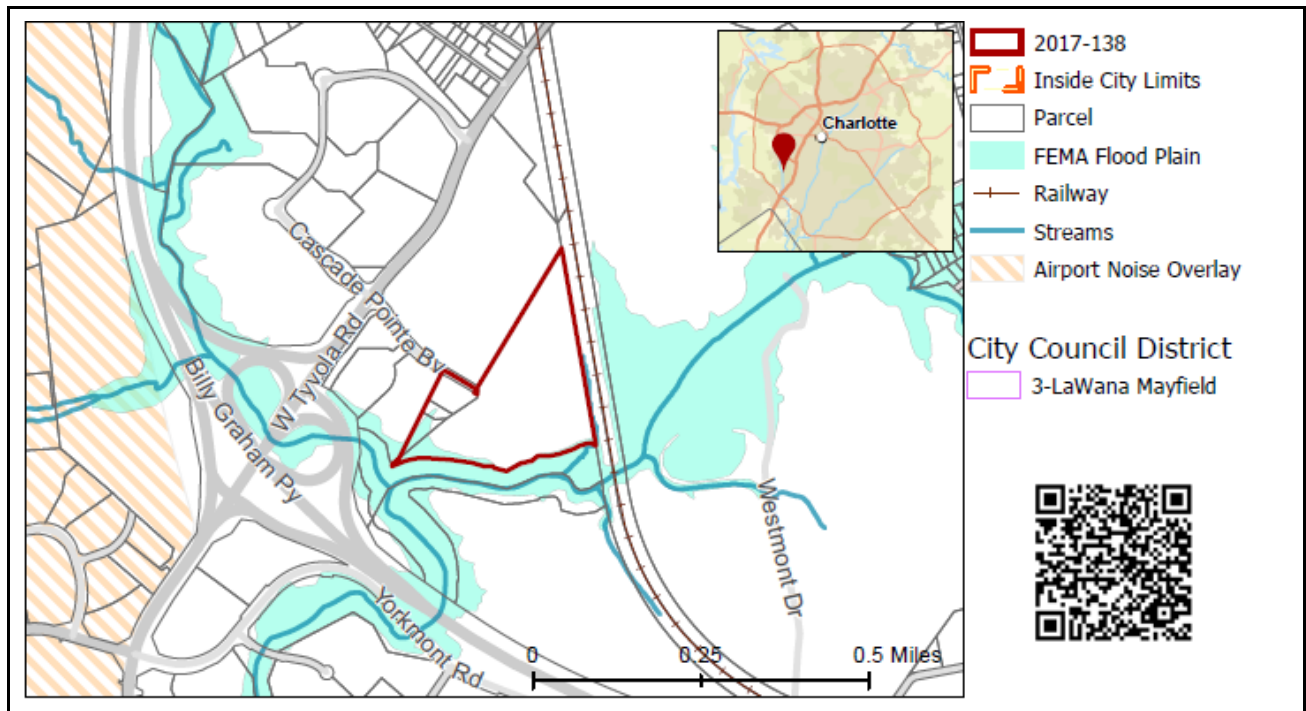 Cascade Pointe Bv
W Tyvola Rd
Billy Graham Py
Yorkmont Rd
Westmont Dr
0 0.25 0.5 Miles
Charlotte
2017-138
Inside City Limits
Parcel
FEMA Flood Plain
Railway
Streams
Airport Noise Overlay
City Council District
3-LaWana Mayfield